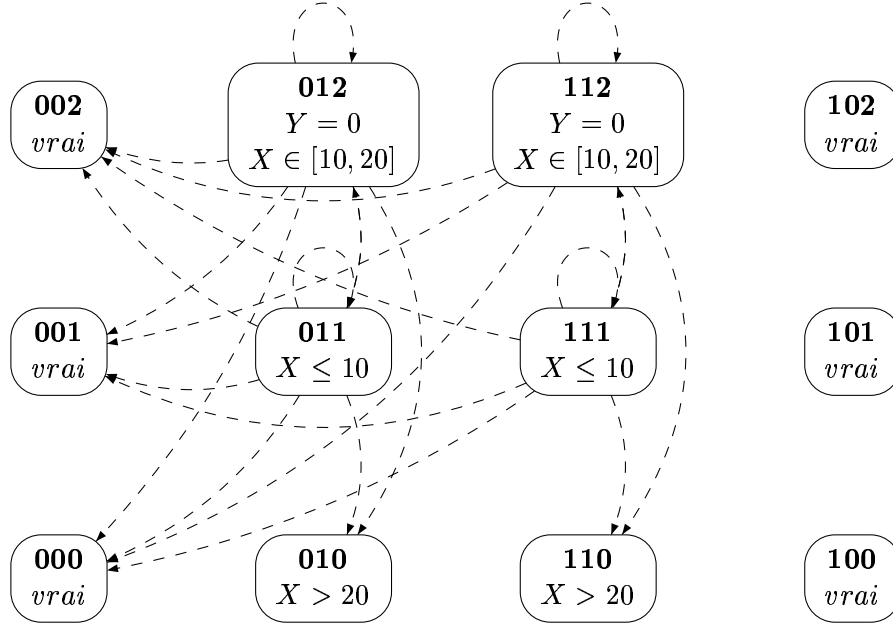 002
vrai
012
Y = 0
X ∈ [10, 20]
112
Y = 0
X ∈ [10, 20]
102
vrai
001
vrai
011
X ≤ 10
111
X ≤ 10
101
vrai
000
vrai
010
X > 20
110
X > 20
100
vrai